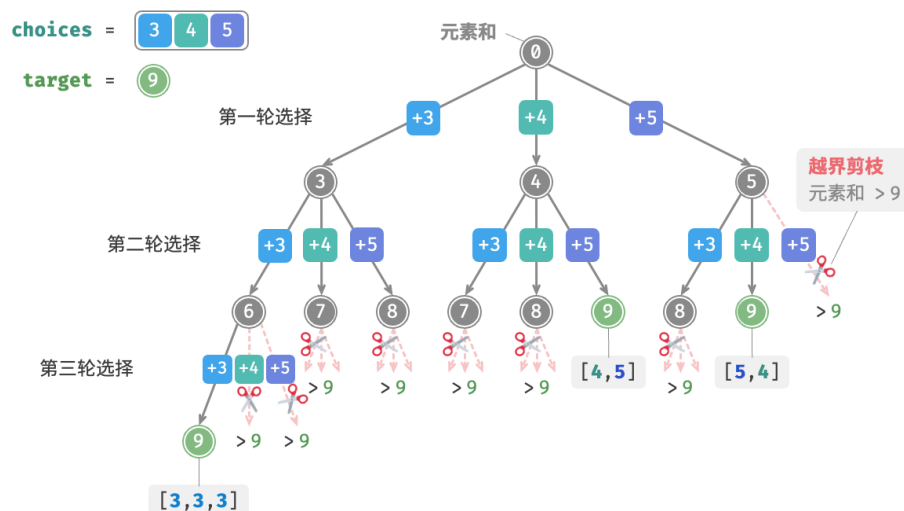 choices = 3 4 5
元素和
0
target = 9
第一轮选择
+3 +4 +5
3 4 5
越界剪枝
元素和 > 9
第二轮选择
+3 +4 +5 +3 +4 +5 +3 +4 +5
6 7 8 7 8 9 8 9 > 9
第三轮选择
+3 +4 +5
> 9 > 9 > 9 > 9 [4,5] > 9 [5,4]
9 > 9 > 9
[3,3,3]